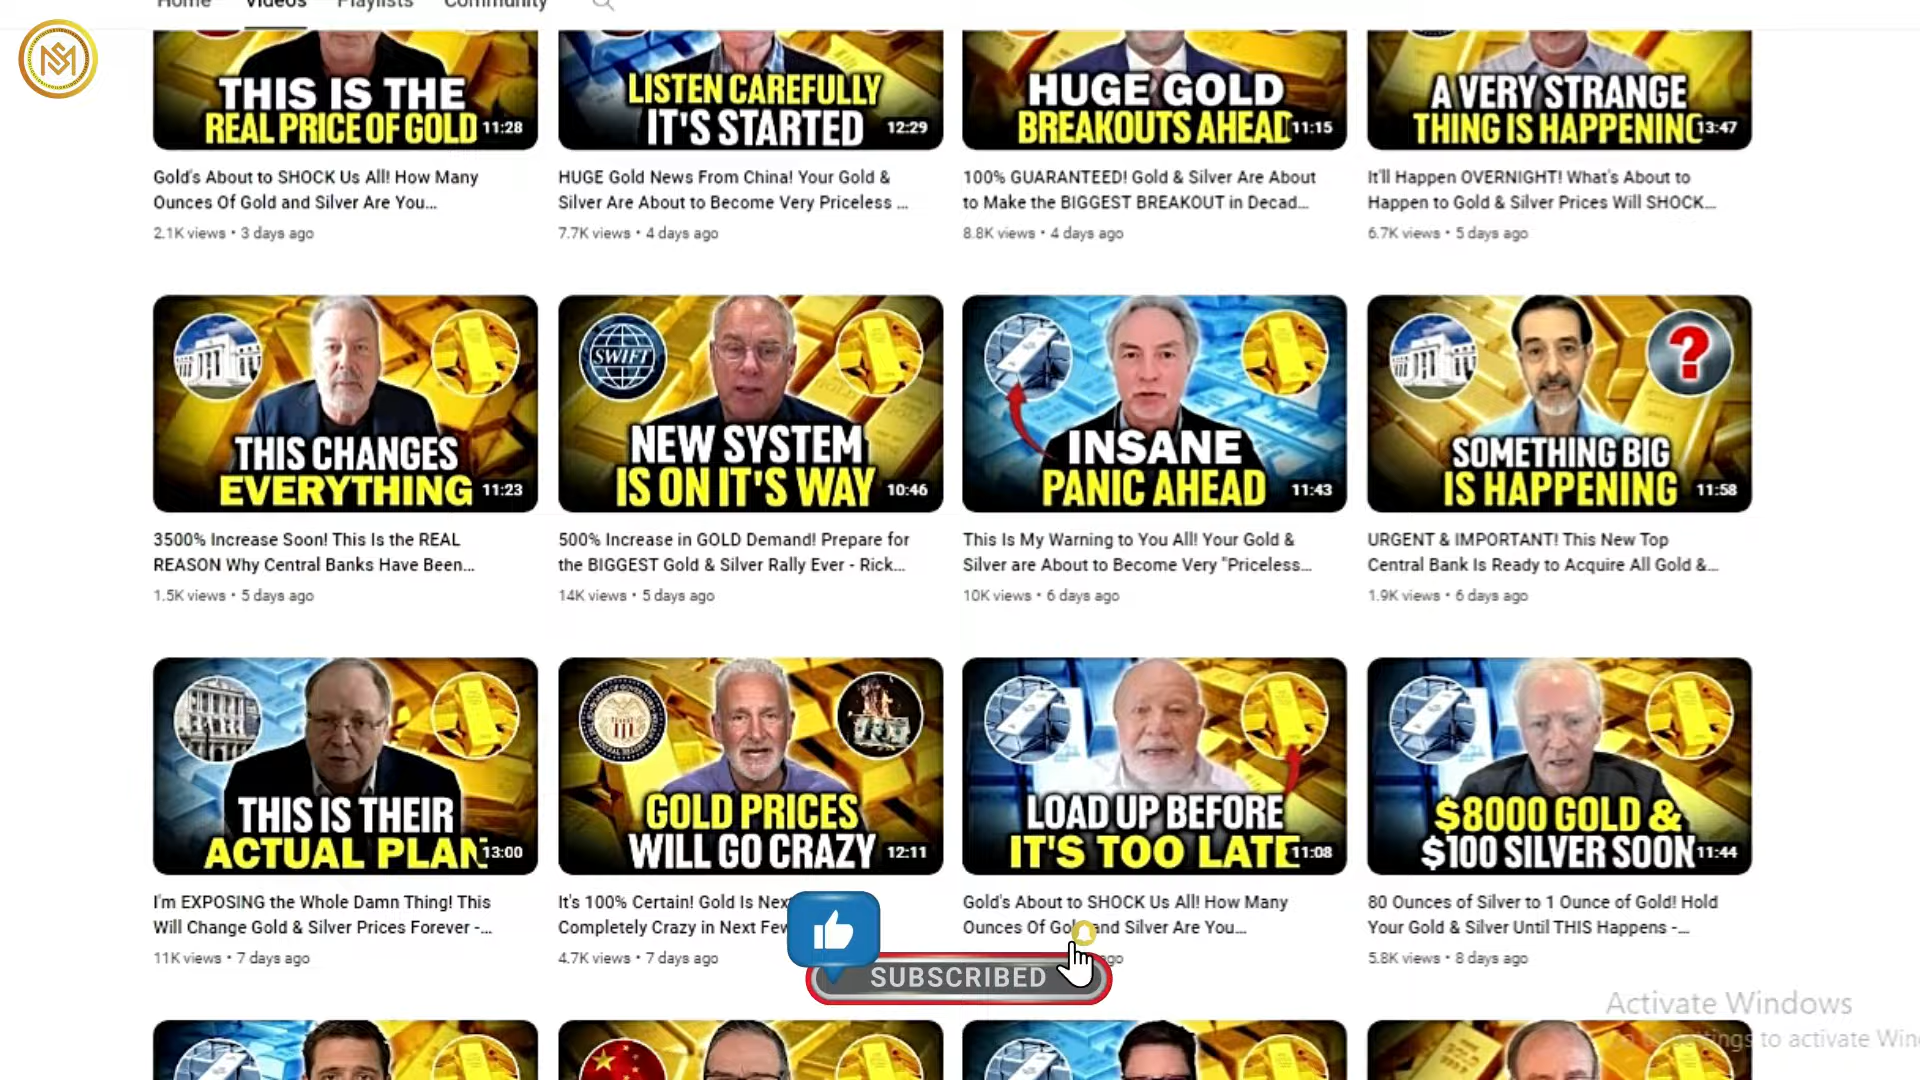 Home Videos Playlists Community
THIS IS THE
REAL PRICE OF GOLD
11:28
Gold's About to SHOCK Us All! How Many
Ounces Of Gold and Silver Are You...
2.1K views • 3 days ago
LISTEN CAREFULLY
IT'S STARTED
12:29
HUGE Gold News From China! Your Gold &
Silver Are About to Become Very Priceless ...
7.7K views • 4 days ago
HUGE GOLD
BREAKOUTS AHEAD
11:15
100% GUARANTEED! Gold & Silver Are About
to Make the BIGGEST BREAKOUT in Decad...
8.8K views • 4 days ago
A VERY STRANGE
THING IS HAPPENING
13:47
It'll Happen OVERNIGHT! What's About to
Happen to Gold & Silver Prices Will SHOCK...
6.7K views • 5 days ago
THIS CHANGES
EVERYTHING
11:23
3500% Increase Soon! This Is the REAL
REASON Why Central Banks Have Been...
1.5K views • 5 days ago
SWIFT
NEW SYSTEM
IS ON IT'S WAY
10:46
500% Increase in GOLD Demand! Prepare for
the BIGGEST Gold & Silver Rally Ever - Rick...
14K views • 5 days ago
INSANE
PANIC AHEAD
11:43
This Is My Warning to You All! Your Gold &
Silver are About to Become Very "Priceless...
10K views • 6 days ago
?
SOMETHING BIG
IS HAPPENING
11:58
URGENT & IMPORTANT! This New Top
Central Bank Is Ready to Acquire All Gold &...
1.9K views • 6 days ago
THIS IS THEIR
ACTUAL PLAN
13:00
I'm EXPOSING the Whole Damn Thing! This
Will Change Gold & Silver Prices Forever -...
11K views • 7 days ago
GOLD PRICES
WILL GO CRAZY
12:11
It's 100% Certain! Gold Is
Completely Crazy in Next
4.7K views • 7 days ago
LOAD UP BEFORE
IT'S TOO LATE
11:08
Gold's About to SHOCK Us All! How Many
Ounces Of and Silver Are You...
ago
$8000 GOLD &
$100 SILVER SOON
11:44
80 Ounces of Silver to 1 Ounce of Gold! Hold
Your Gold & Silver Until THIS Happens -...
5.8K views • 8 days ago
SUBSCRIBED
Activate Windows
to activate